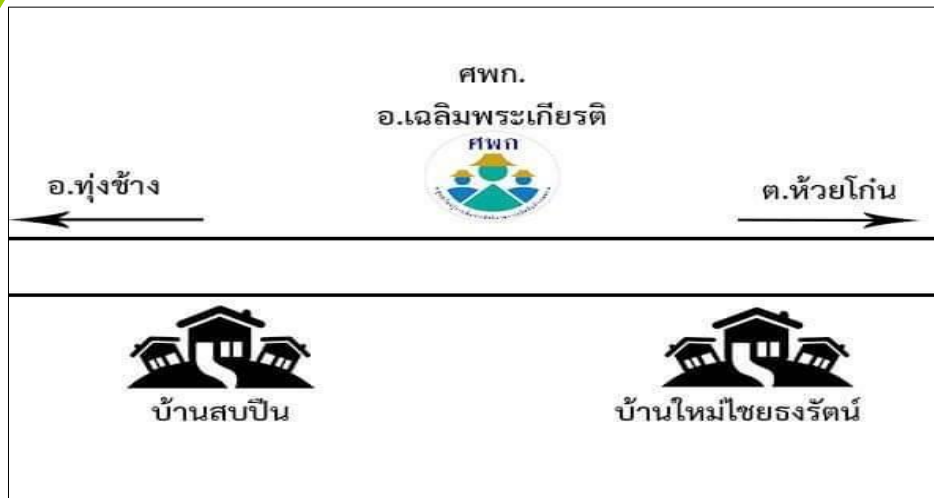 ศพก.
อ.เฉลิมพระเกียรติ
ศพก
อ.ทุ่งช้าง
ต.ห้วยโก๋น
บ้านสบปืน
บ้านใหม่ไชยธงรัตน์